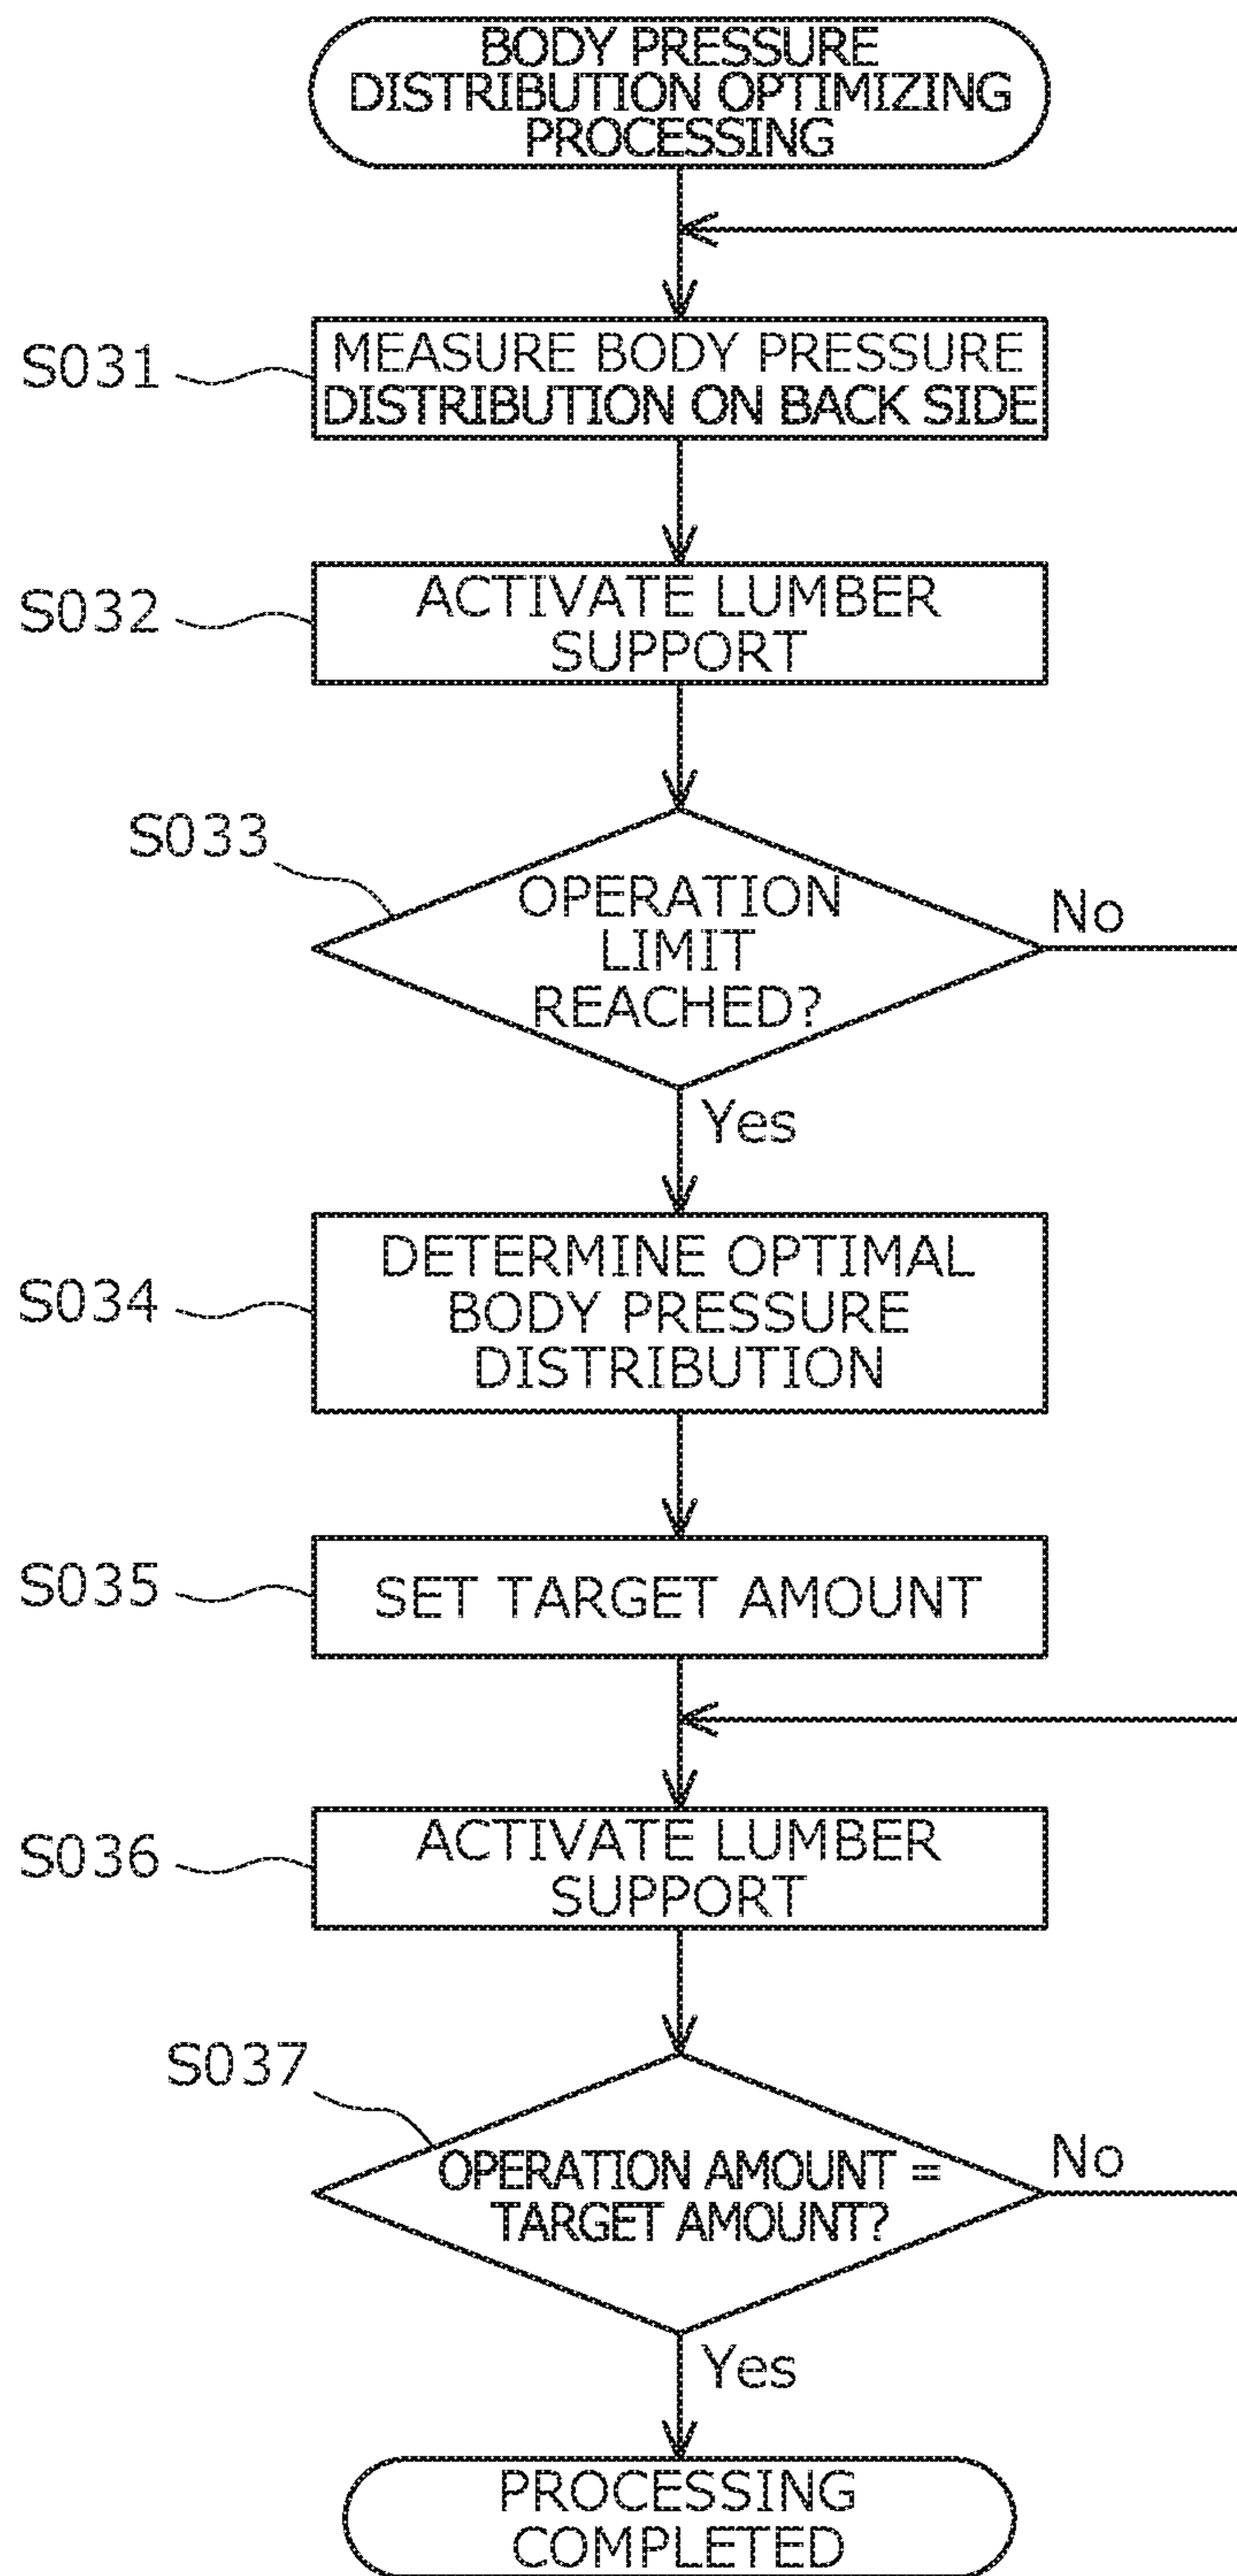 BODY PRESSURE
DISTRIBUTION OPTIMIZING
PROCESSING
S031
MEASURE BODY PRESSURE
DISTRIBUTION ON BACK SIDE
S032
ACTIVATE LUMBER
SUPPORT
S033
OPERATION
LIMIT
REACHED?
No
Yes
S034
DETERMINE OPTIMAL
BODY PRESSURE
DISTRIBUTION
S035
SET TARGET AMOUNT
S036
ACTIVATE LUMBER
SUPPORT
S037
OPERATION AMOUNT =
TARGET AMOUNT?
No
Yes
PROCESSING
COMPLETED